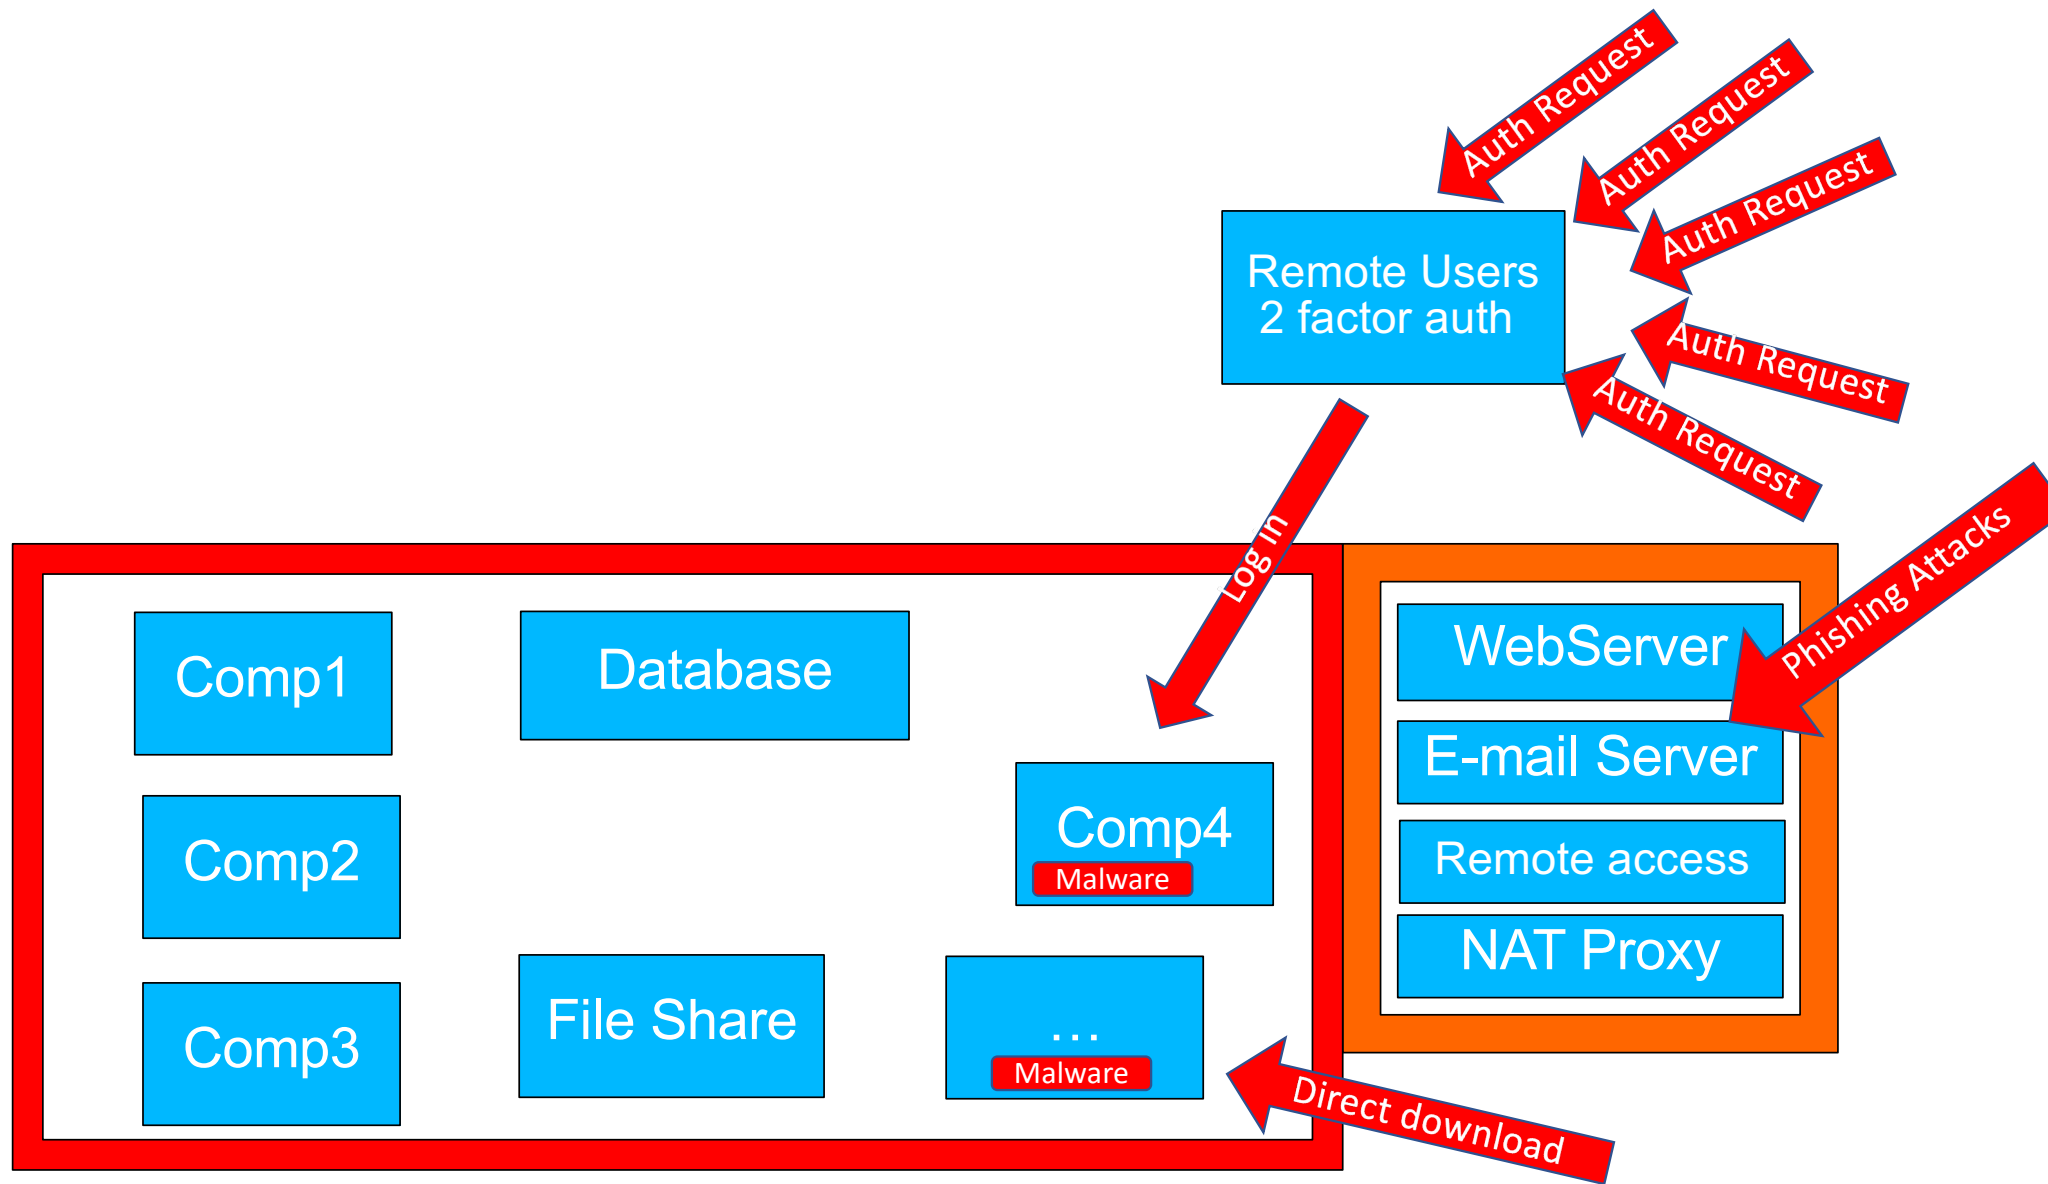 Auth Request
Auth Request
Auth Request
Auth Request
Auth Request
Remote Users
2 factor auth
Log in
Phishing Attacks
Comp1
Database
Comp2
Comp4
Malware
Comp3
File Share
...
Malware
WebServer
E-mail Server
Remote access
NAT Proxy
Direct download